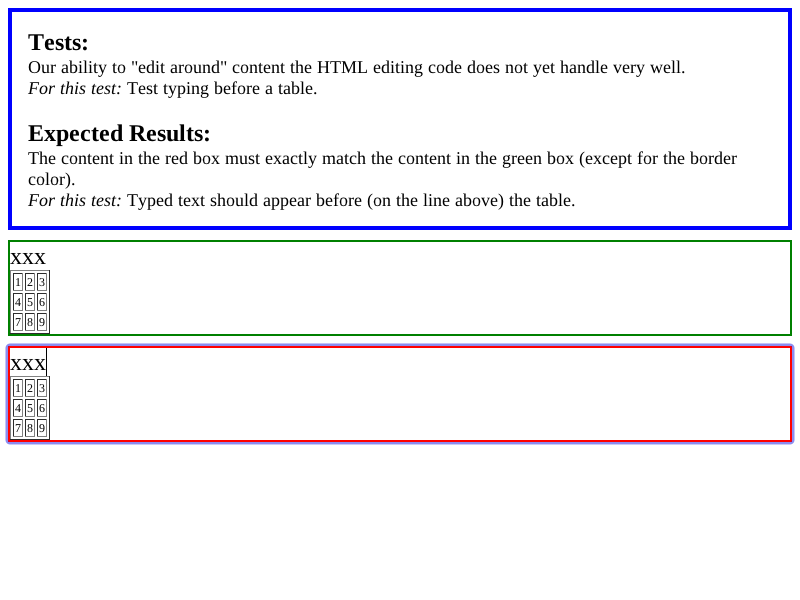 Tests:
Our ability to "edit around" content the HTML editing code does not yet handle very well.
For this test: Test typing before a table.
Expected Results:
The content in the red box must exactly match the content in the green box (except for the border
color).
For this test: Typed text should appear before (on the line above) the table.
xxx
1 2 3
4 5 6
7 8 9
xxx
1 2 3
4 5 6
7 8 9